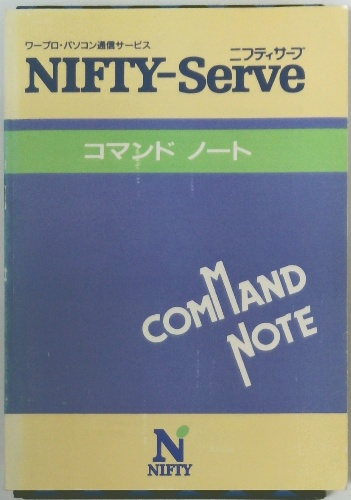 ワープロ・パソコン通信サービス
ニフティサーブ
NIFTY-Serve
コマンド ノート
COMMAND
NOTE
N
NIFTY